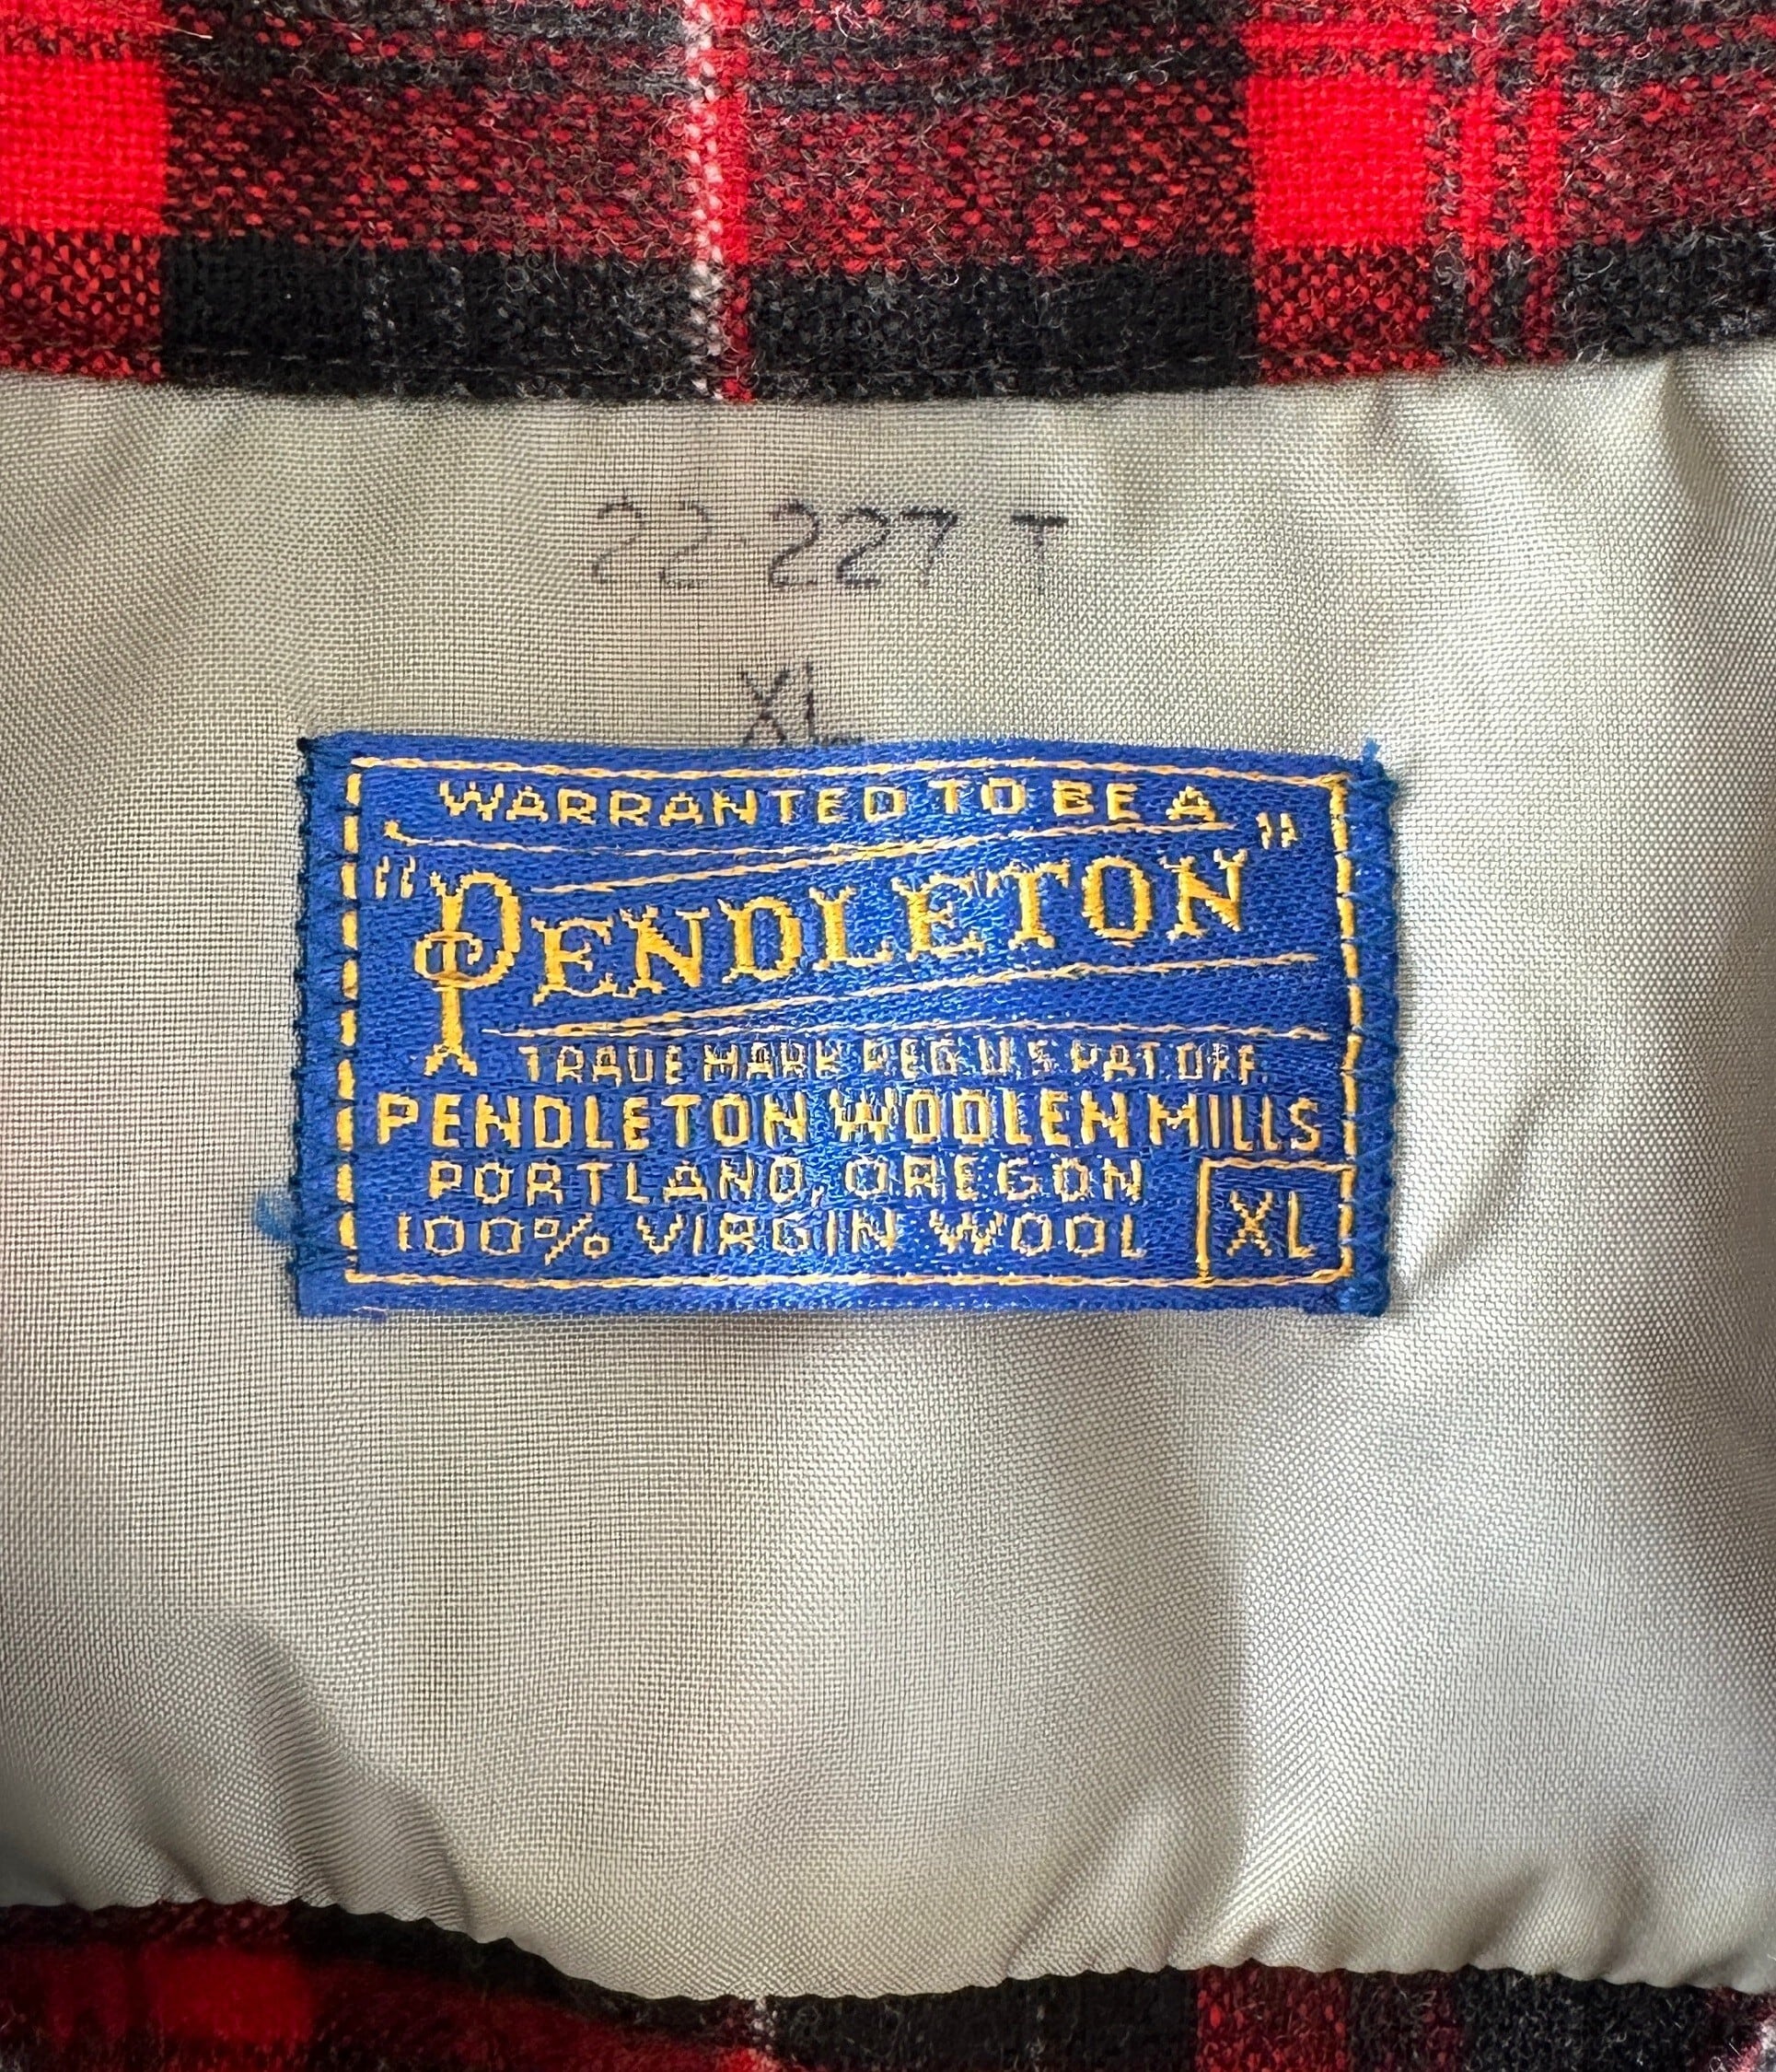 22-227 T
XL
WARRANTED TO BE A
"PENDLETON"
TRADE MARK REG. U.S. PAT. OFF.
PENDLETON WOOLEN MILLS
PORTLAND, OREGON
100% VIRGIN WOOL XL